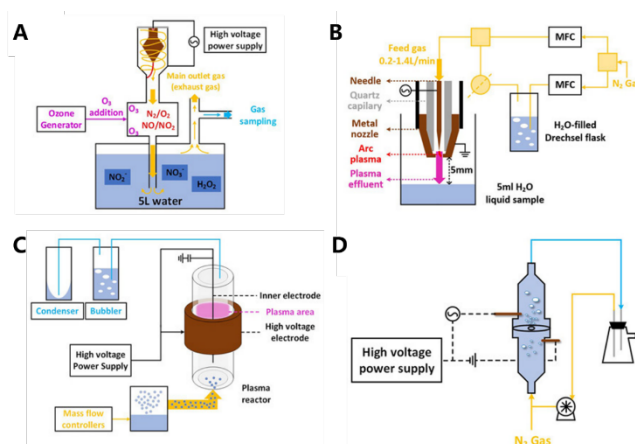 A
High voltage
power supply
Main outlet gas
(exhaust gas)
O₃
addition
O₃
N₂/O₂
NO/NO₂
O₃
Ozone
Generator
Gas
sampling
NO₂⁻
NO₃⁻
H₂O₂
5L water
B
Feed gas
0.2-1.4L/min
MFC
MFC
N₂ Gas
Needle
Quartz
capilary
Metal
nozzle
Arc
plasma
Plasma
effluent
5mm
H₂O-filled
Drechsel flask
5ml H₂O
liquid sample
C
Condenser
Bubbler
Inner electrode
Plasma area
High voltage
electrode
High voltage
Power Supply
Plasma
reactor
Mass flow
controllers
D
High voltage
power supply
N₂ Gas